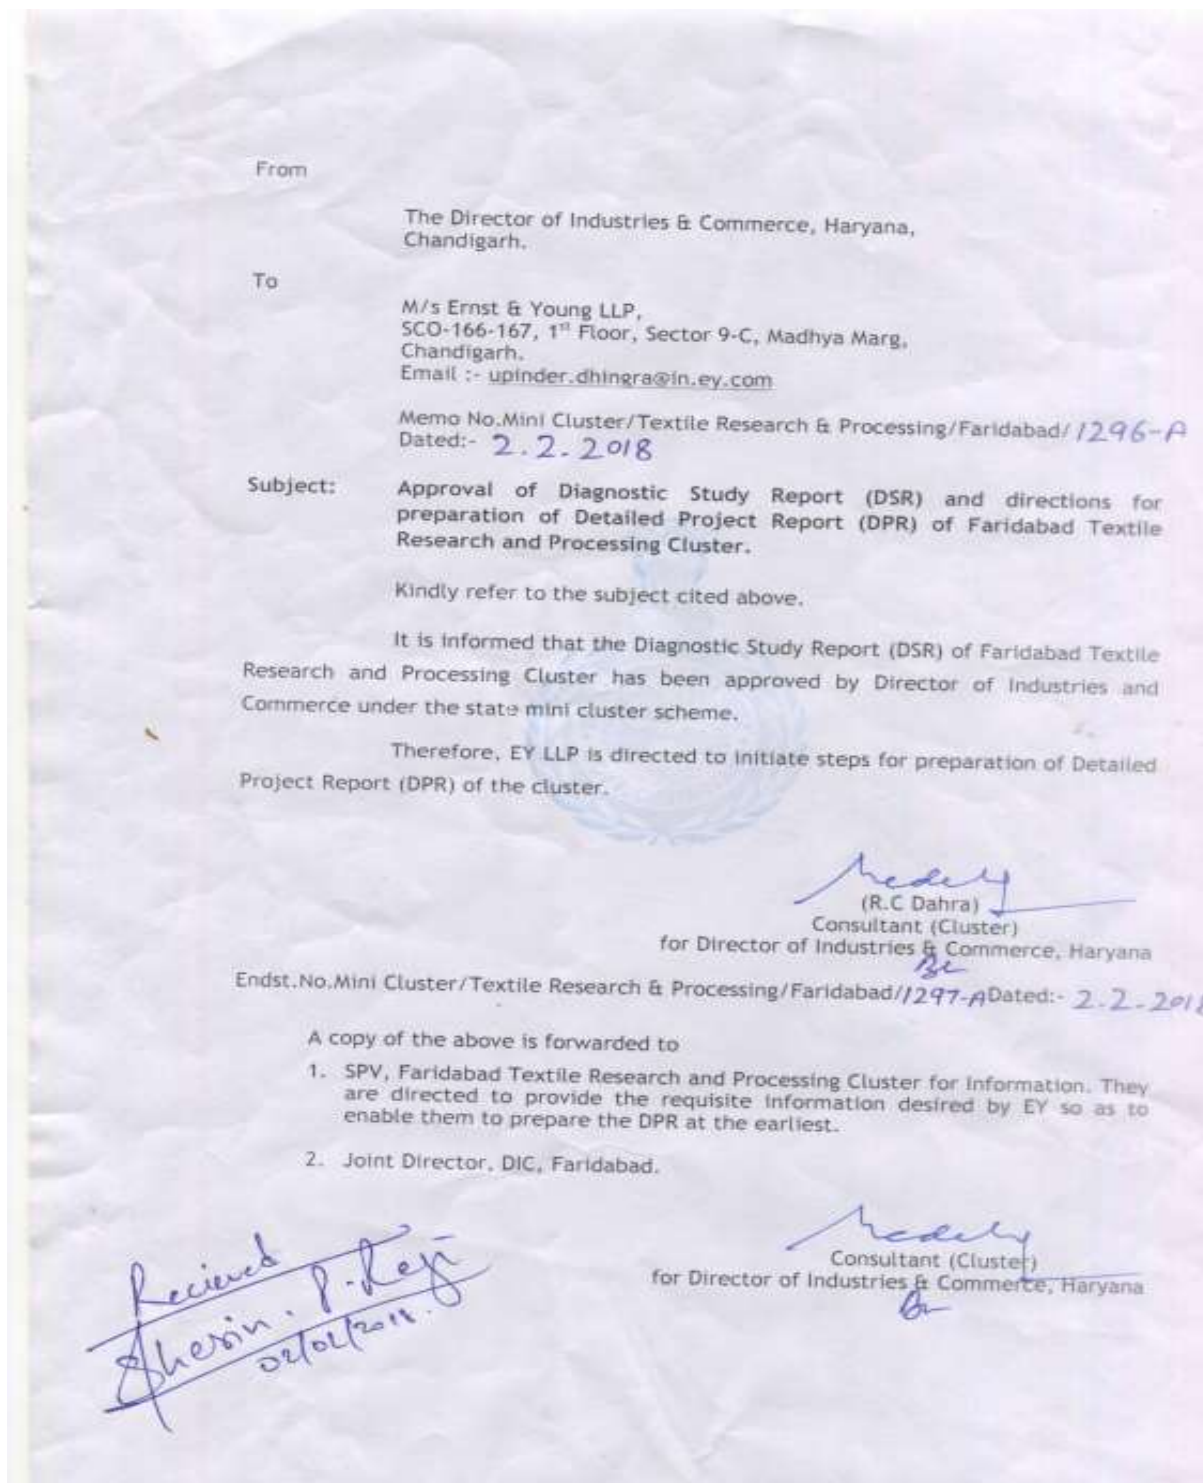 From
The Director of Industries & Commerce, Haryana,
Chandigarh.
To
M/s Ernst & Young LLP,
SCO-166-167, 1st Floor, Sector 9-C, Madhya Marg,
Chandigarh.
Email :- upinder.dhingra@in.ey.com
Memo No.Mini Cluster/Textile Research & Processing/Faridabad/ 1296-A
Dated:- 2.2.2018
Subject: Approval of Diagnostic Study Report (DSR) and directions for
preparation of Detailed Project Report (DPR) of Faridabad Textile
Research and Processing Cluster.
Kindly refer to the subject cited above.
It is informed that the Diagnostic Study Report (DSR) of Faridabad Textile
Research and Processing Cluster has been approved by Director of Industries and
Commerce under the state mini cluster scheme.
Therefore, EY LLP is directed to initiate steps for preparation of Detailed
Project Report (DPR) of the cluster.
(R.C Dahra)
Consultant (Cluster)
for Director of Industries & Commerce, Haryana
Endst.No.Mini Cluster/Textile Research & Processing/Faridabad/1297-A Dated:- 2.2.2018
A copy of the above is forwarded to
1. SPV, Faridabad Textile Research and Processing Cluster for Information. They
are directed to provide the requisite information desired by EY so as to
enable them to prepare the DPR at the earliest.
2. Joint Director, DIC, Faridabad.
Consultant (Cluster)
for Director of Industries & Commerce, Haryana
Recieved
Sherin. P. Reji
02/02/2018.